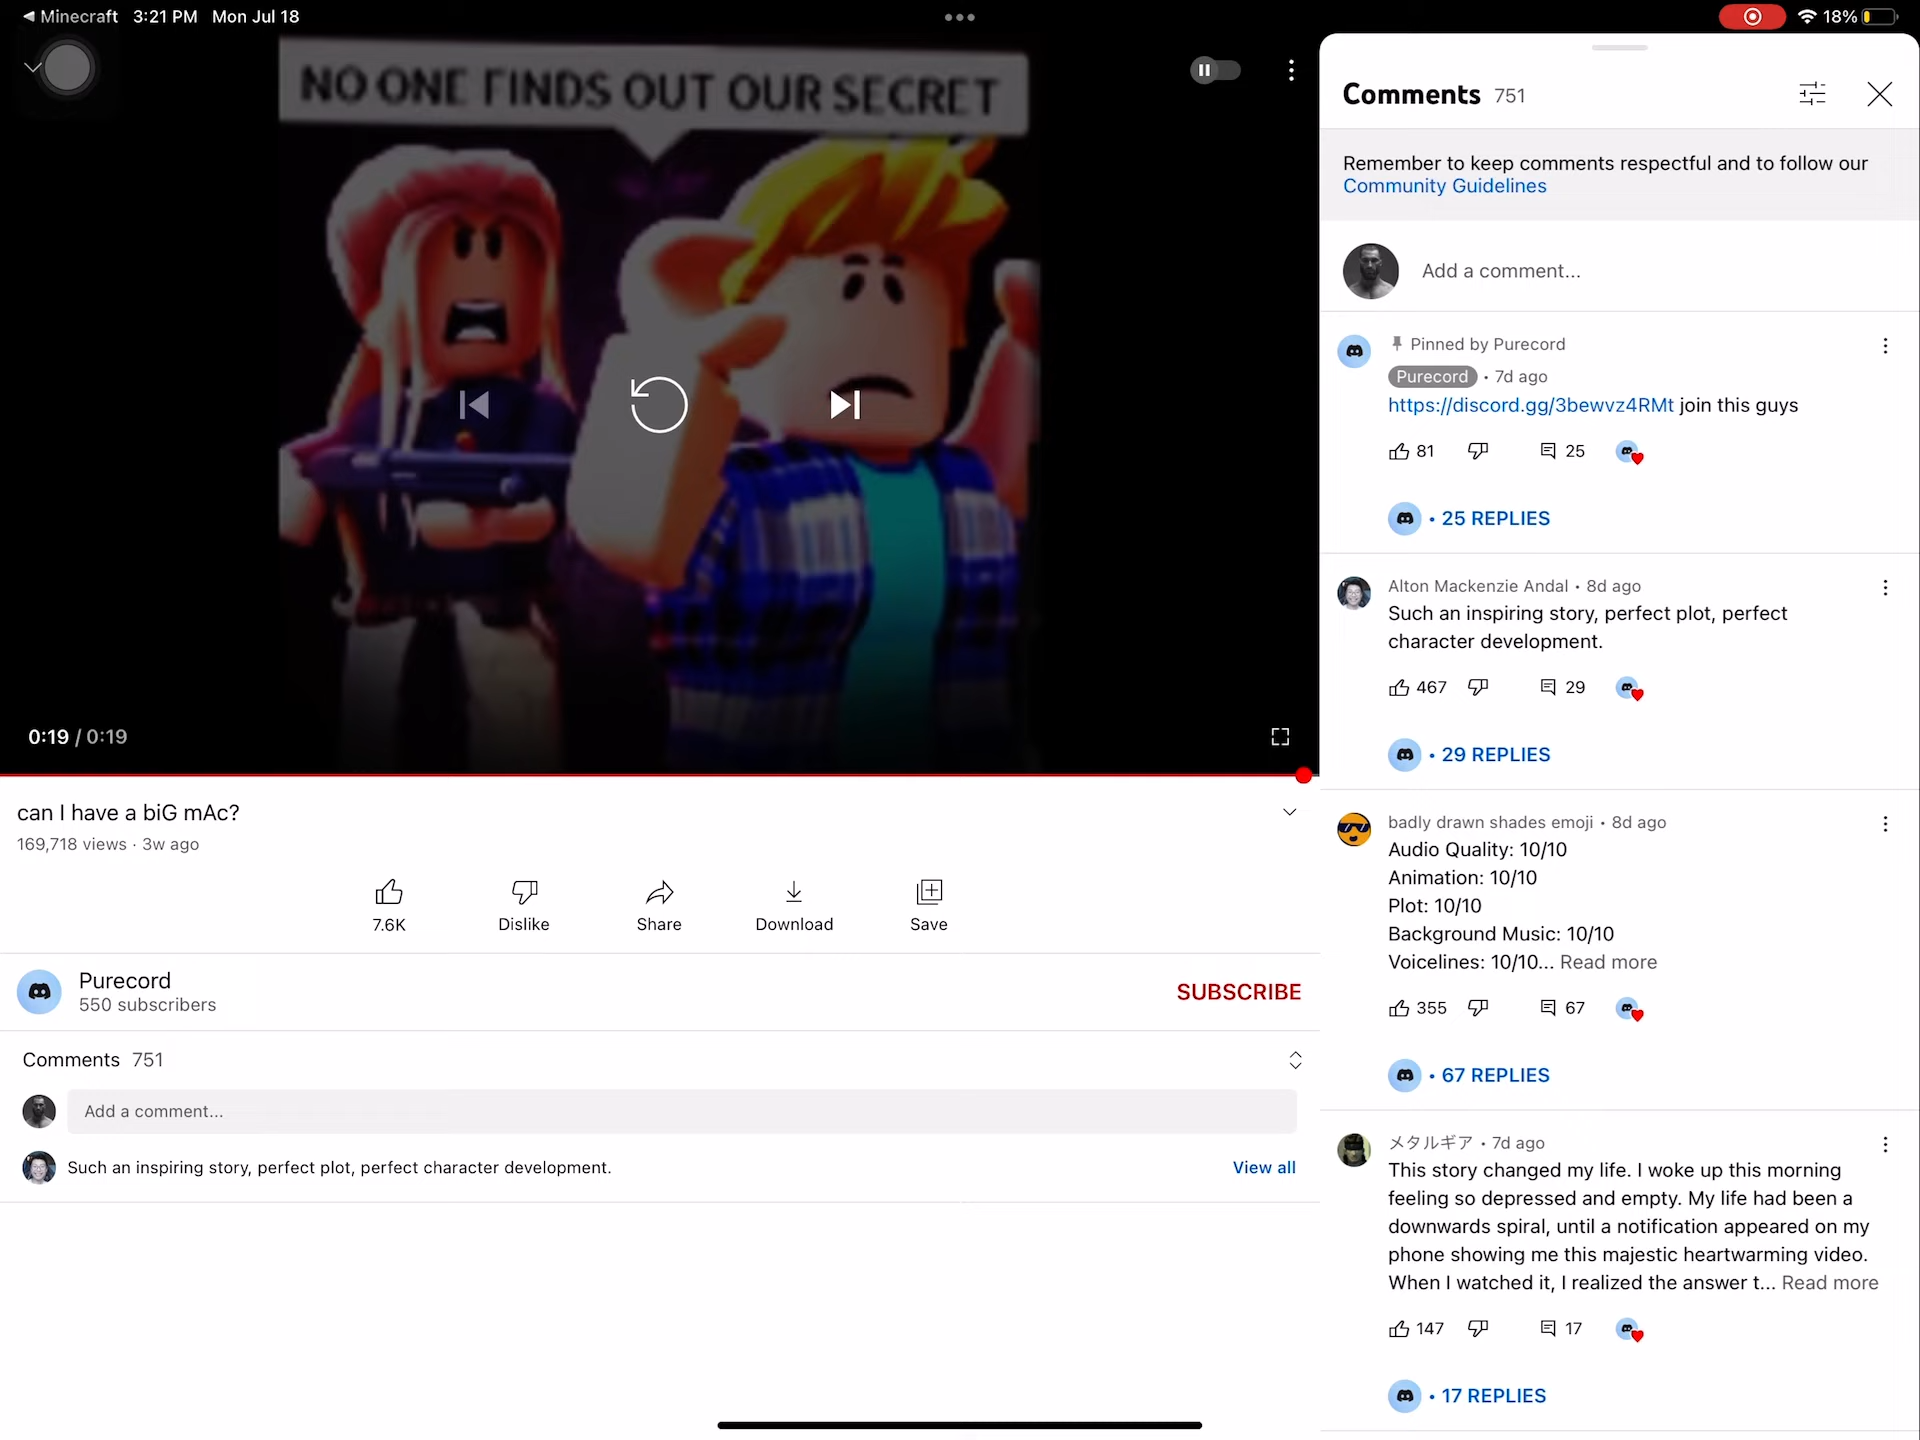 Minecraft 3:21 PM Mon Jul 18
18%
NO ONE FINDS OUT OUR SECRET
0:19 / 0:19
can I have a biG mAc?
169,718 views · 3w ago
7.6K
Dislike
Share
Download
Save
Purecord
550 subscribers
SUBSCRIBE
Comments 751
Add a comment...
Such an inspiring story, perfect plot, perfect character development.
View all
Comments 751
Remember to keep comments respectful and to follow our
Community Guidelines
Add a comment...
Pinned by Purecord
Purecord • 7d ago
https://discord.gg/3bewvz4RMt join this guys
81
25
• 25 REPLIES
Alton Mackenzie Andal • 8d ago
Such an inspiring story, perfect plot, perfect
character development.
467
29
• 29 REPLIES
badly drawn shades emoji • 8d ago
Audio Quality: 10/10
Animation: 10/10
Plot: 10/10
Background Music: 10/10
Voicelines: 10/10... Read more
355
67
• 67 REPLIES
メタルギア • 7d ago
This story changed my life. I woke up this morning
feeling so depressed and empty. My life had been a
downwards spiral, until a notification appeared on my
phone showing me this majestic heartwarming video.
When I watched it, I realized the answer t... Read more
147
17
• 17 REPLIES